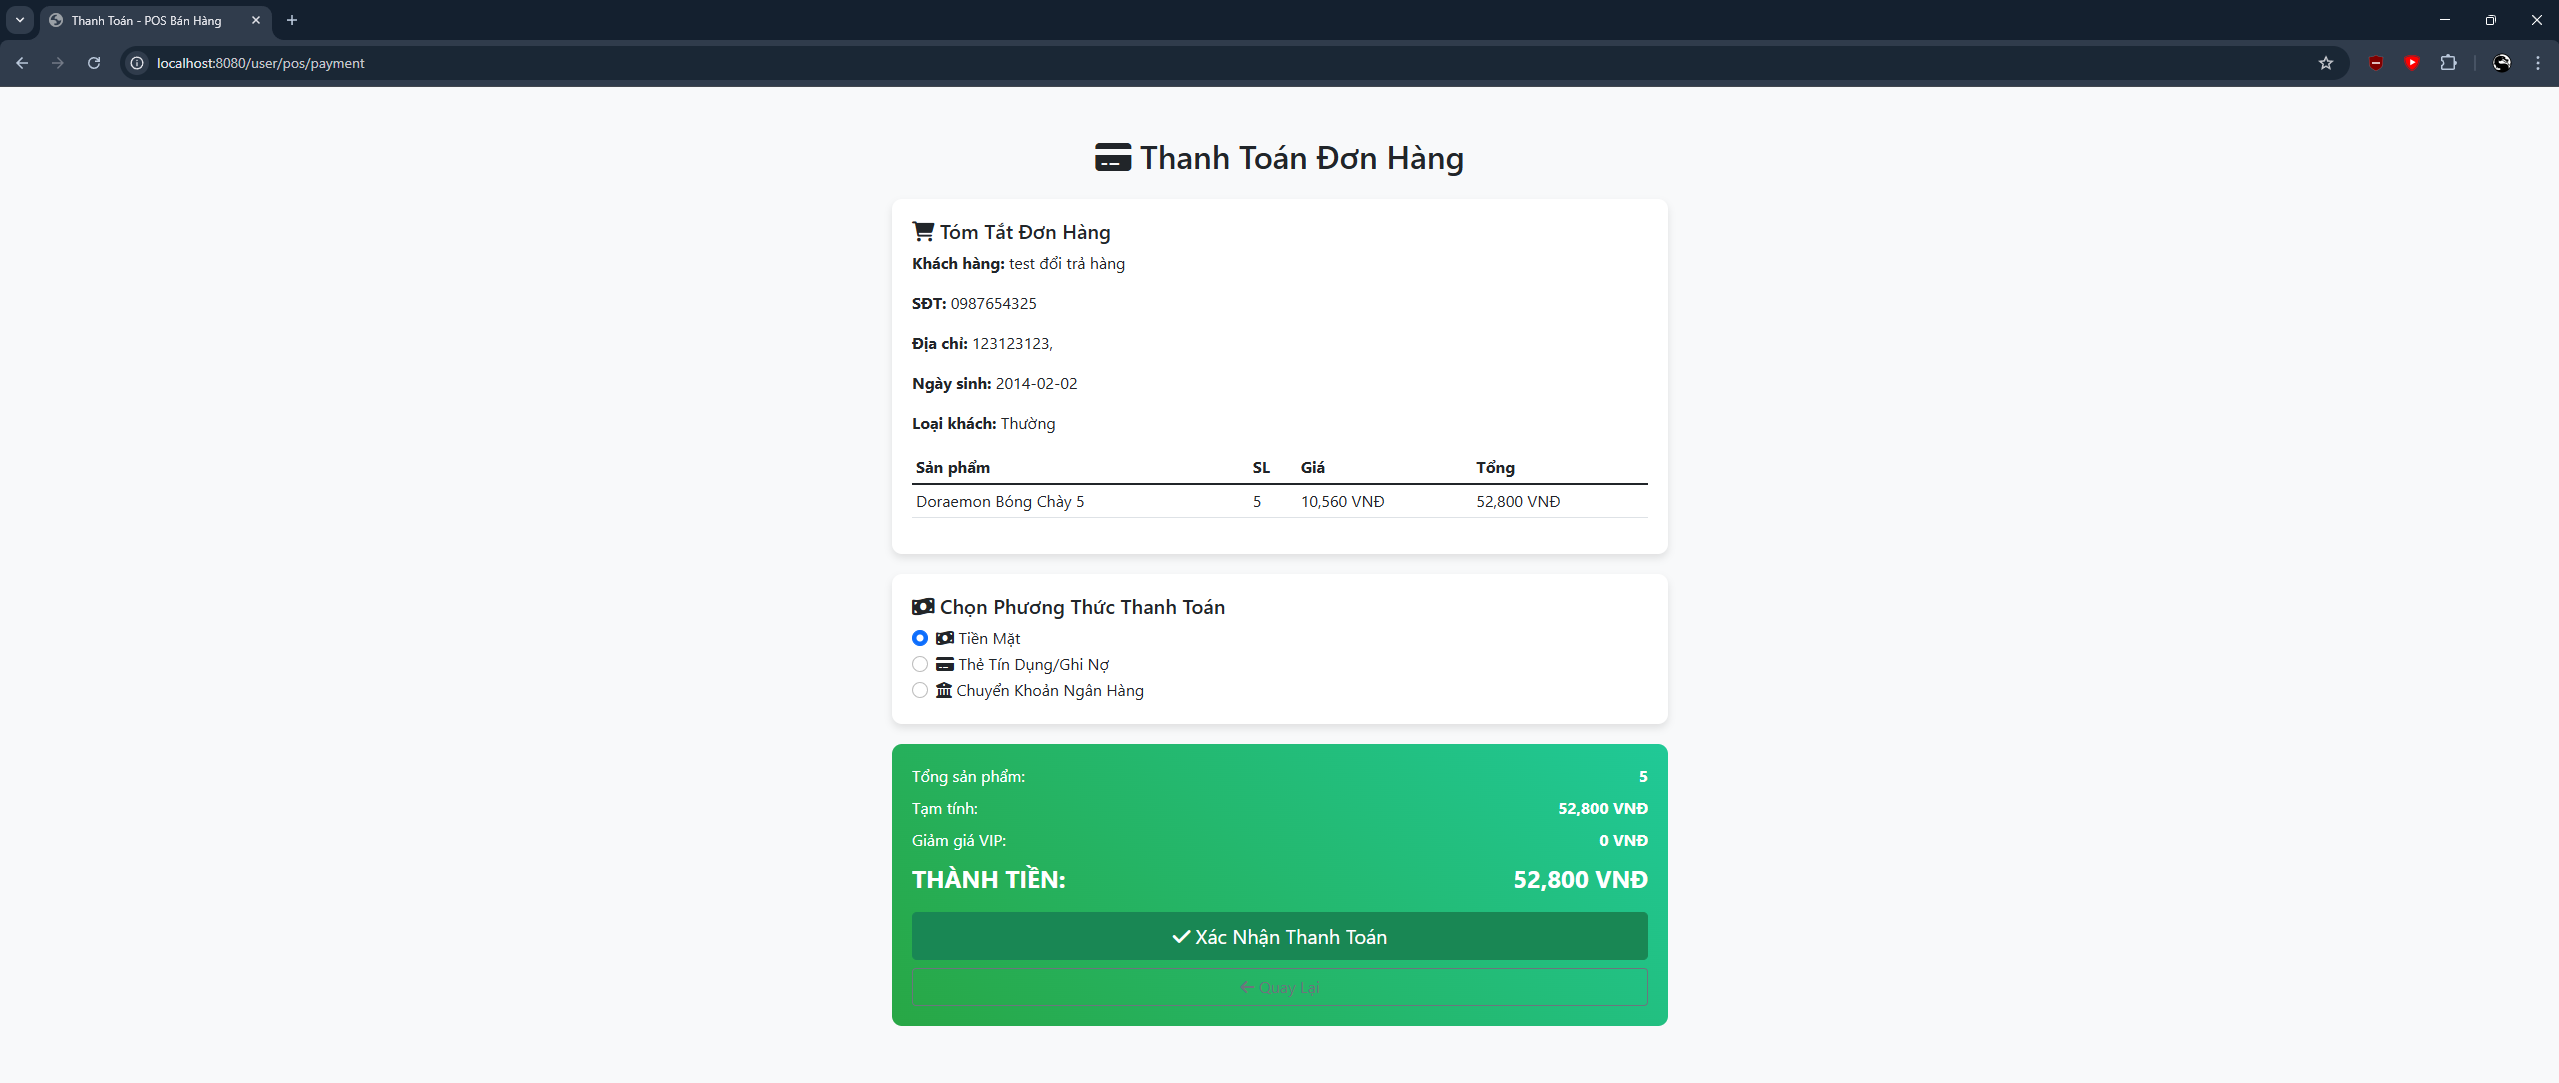 Thanh Toán - POS Bán Hàng
localhost:8080/user/pos/payment
Thanh Toán Đơn Hàng
Tóm Tắt Đơn Hàng
Khách hàng: test đổi trả hàng
SĐT: 0987654325
Địa chỉ: 123123123,
Ngày sinh: 2014-02-02
Loại khách: Thường
Sản phẩm SL Giá Tổng
Doraemon Bóng Chày 5 5 10,560 VNĐ 52,800 VNĐ
Chọn Phương Thức Thanh Toán
Tiền Mặt
Thẻ Tín Dụng/Ghi Nợ
Chuyển Khoản Ngân Hàng
Tổng sản phẩm: 5
Tạm tính: 52,800 VNĐ
Giảm giá VIP: 0 VNĐ
THÀNH TIỀN: 52,800 VNĐ
Xác Nhận Thanh Toán
Quay Lại